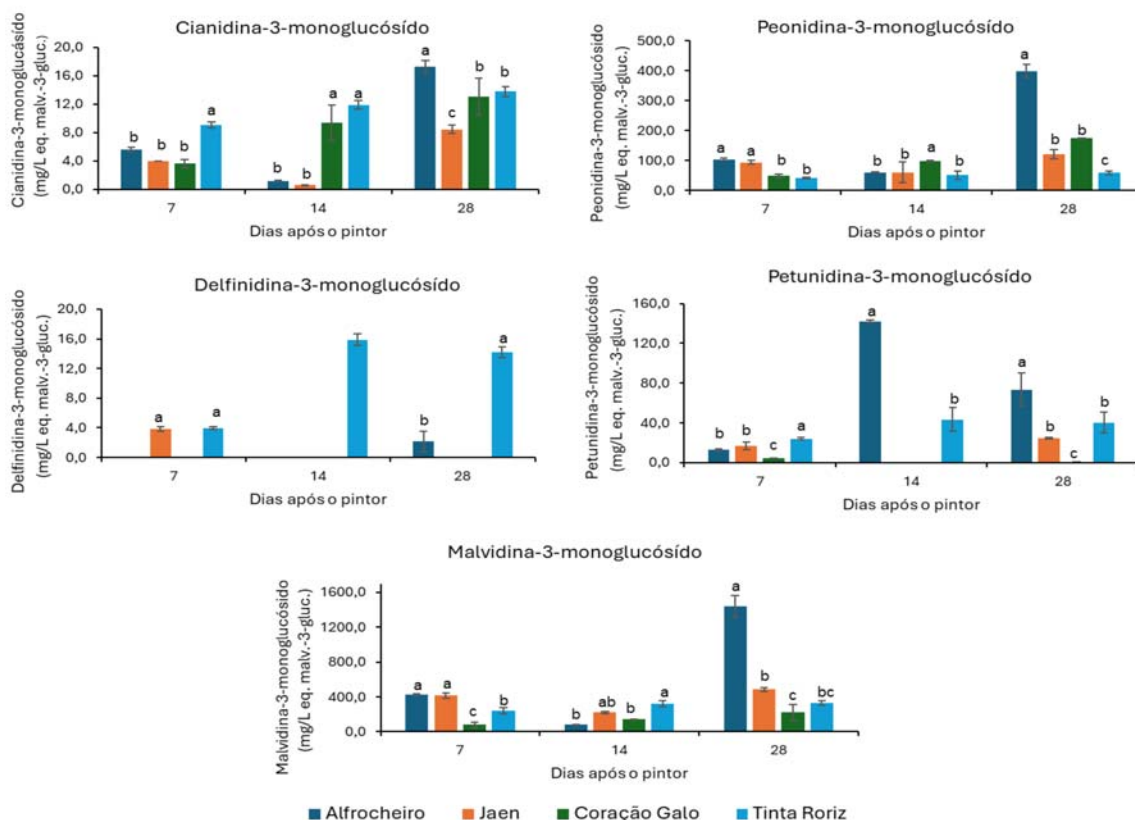 Cianidina-3-monoglucósído
Cianidina-3-monoglucásido
(mg/L eq. malv.-3-gluc.)
20,0
16,0
12,0
8,0
4,0
0,0
b b b a
b b a a
a c b b
7 14 28
Dias após o pintor
Peonidina-3-monoglucósído
Peonidina-3-monoglucósido
(mg/L eq. malv.-3-gluc.)
500,0
400,0
300,0
200,0
100,0
0,0
a a b b
b b a b
a b b c
7 14 28
Dias após o pintor
Delfinidina-3-monoglucósído
Delfinidina-3-monoglucósido
(mg/L eq. malv.-3-gluc.)
20,0
16,0
12,0
8,0
4,0
0,0
a a
b a
7 14 28
Dias após o pintor
Petunidina-3-monoglucósído
Petunidina-3-monoglucósido
(mg/L eq. malv.-3-gluc.)
160,0
120,0
80,0
40,0
0,0
b b c a
a b
a b c b
7 14 28
Dias após o pintor
Malvidina-3-monoglucósído
Malvidina-3-monoglucósido
(mg/L eq. malv.-3-gluc.)
1600,0
1200,0
800,0
400,0
0,0
a a c b
b ab b a
a b c bc
7 14 28
Dias após o pintor
Alfrocheiro Jaen Coração Galo Tinta Roriz